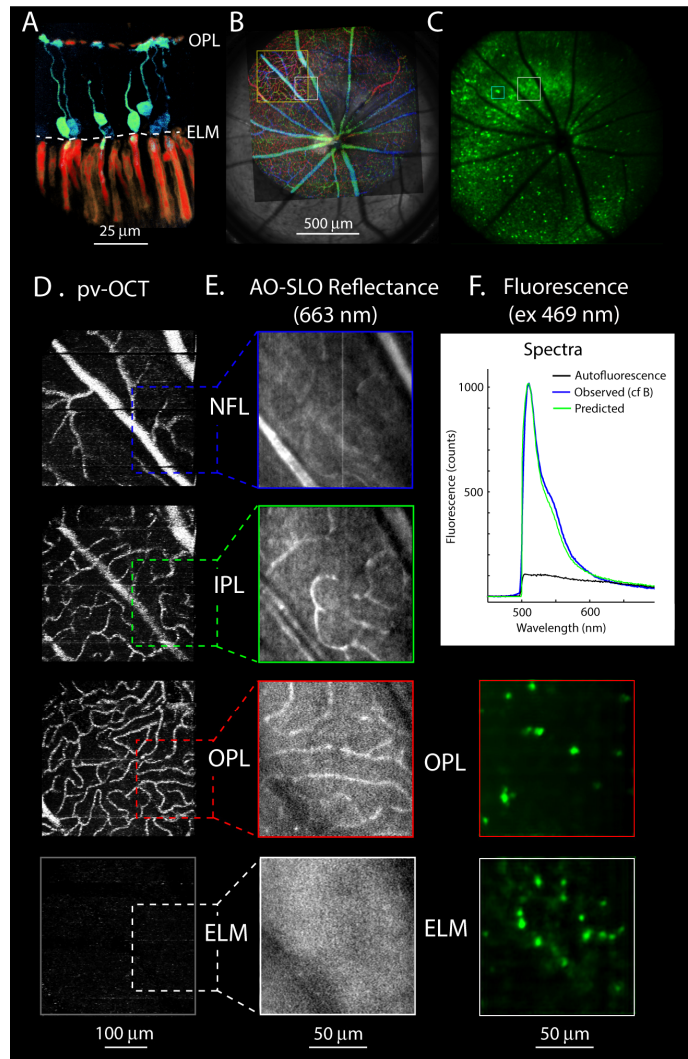 A
B
C
OPL
ELM
25 μm
500 μm
D . pv-OCT
E. AO-SLO Reflectance
(663 nm)
F. Fluorescence
(ex 469 nm)
NFL
Spectra
Autofluorescence
Observed (cf B)
Predicted
1000
500
Fluorescence (counts)
500
600
Wavelength (nm)
IPL
OPL
OPL
ELM
ELM
100 μm
50 μm
50 μm